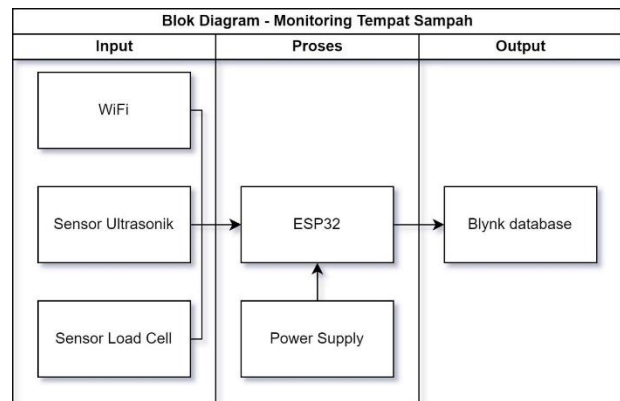 Blok Diagram - Monitoring Tempat Sampah
Input
Proses
Output
WiFi
Sensor Ultrasonik
ESP32
Blynk database
Sensor Load Cell
Power Supply